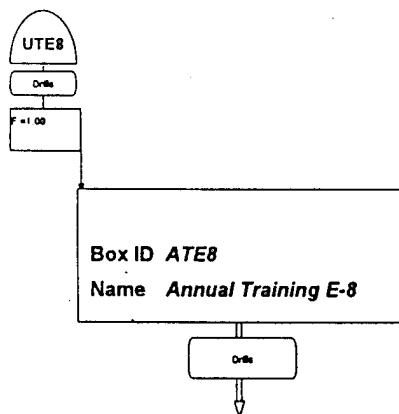 UTE8
Drills
F =1.00
Box ID ATE8
Name Annual Training E-8
Drills